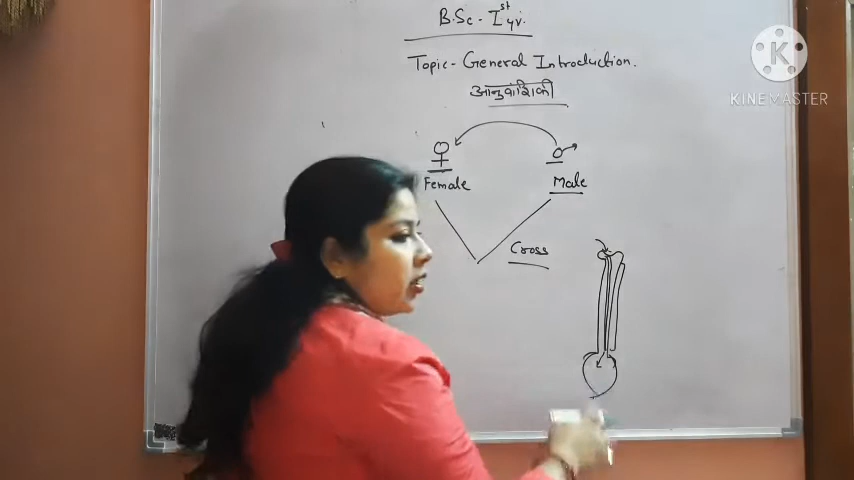 B.Sc - Ist yr.
Topic - General Introduction.
आनुवांशिकी
Female
Male
Cross
K
KINEMASTER